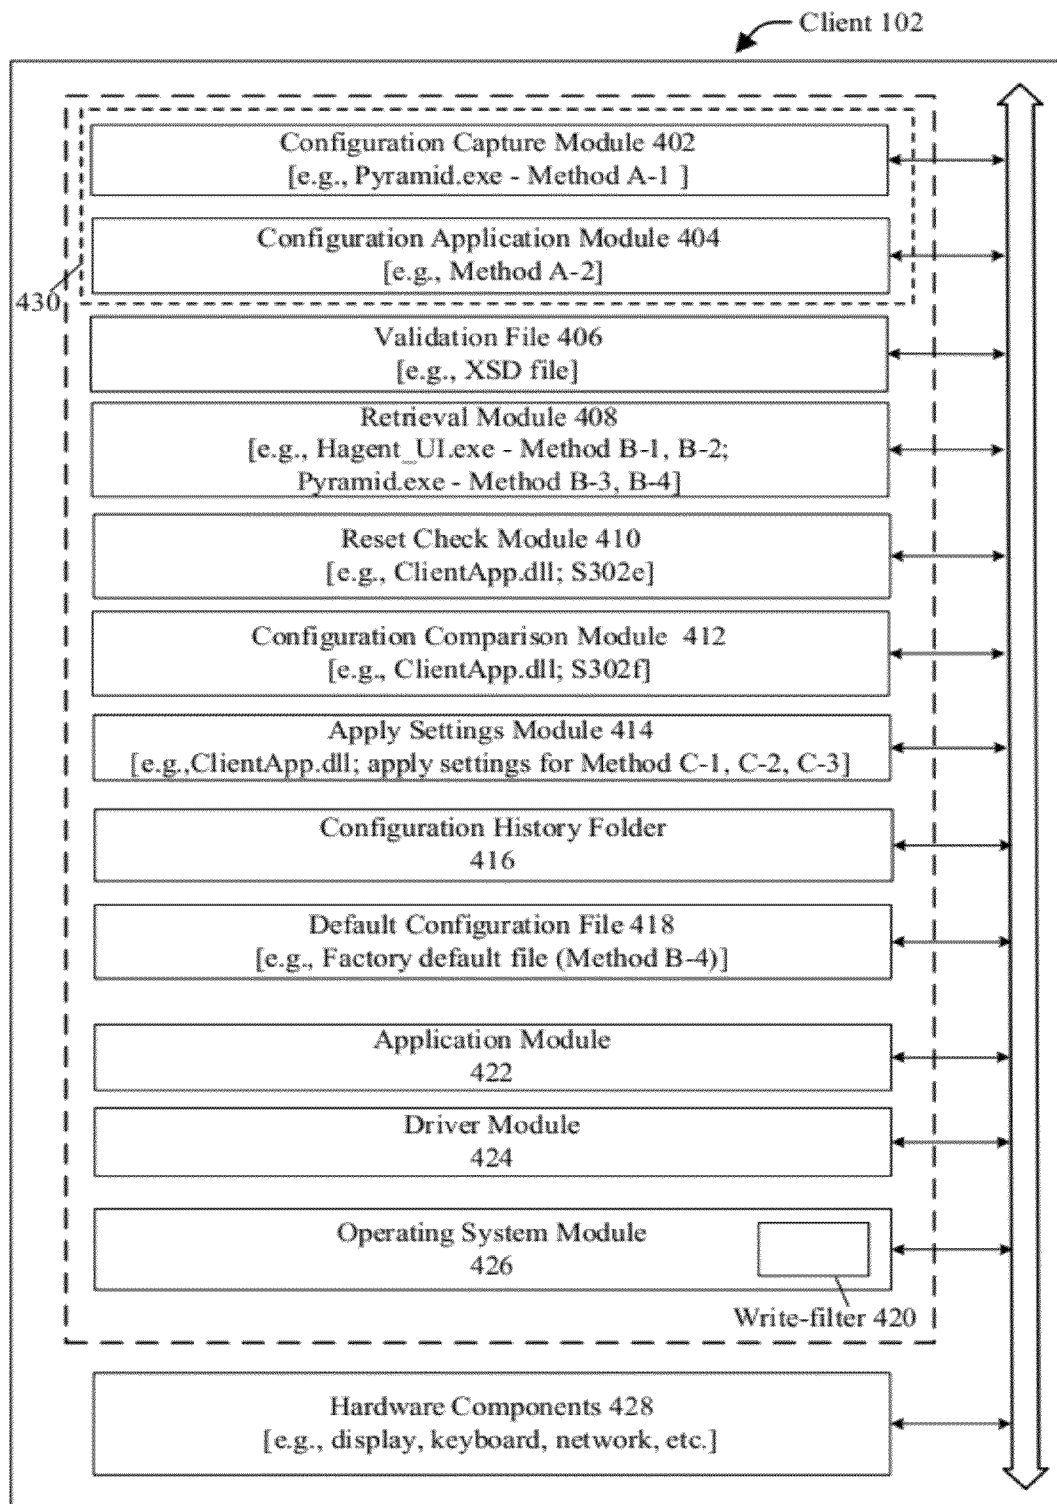 Client 102
Configuration Capture Module 402
[e.g., Pyramid.exe - Method A-1 ]
Configuration Application Module 404
[e.g., Method A-2]
430
Validation File 406
[e.g., XSD file]
Retrieval Module 408
[e.g., Hagent_UI.exe - Method B-1, B-2;
Pyramid.exe - Method B-3, B-4]
Reset Check Module 410
[e.g., ClientApp.dll; S302e]
Configuration Comparison Module 412
[e.g., ClientApp.dll; S302f]
Apply Settings Module 414
[e.g.,ClientApp.dll; apply settings for Method C-1, C-2, C-3]
Configuration History Folder
416
Default Configuration File 418
[e.g., Factory default file (Method B-4)]
Application Module
422
Driver Module
424
Operating System Module
426
Write-filter 420
Hardware Components 428
[e.g., display, keyboard, network, etc.]